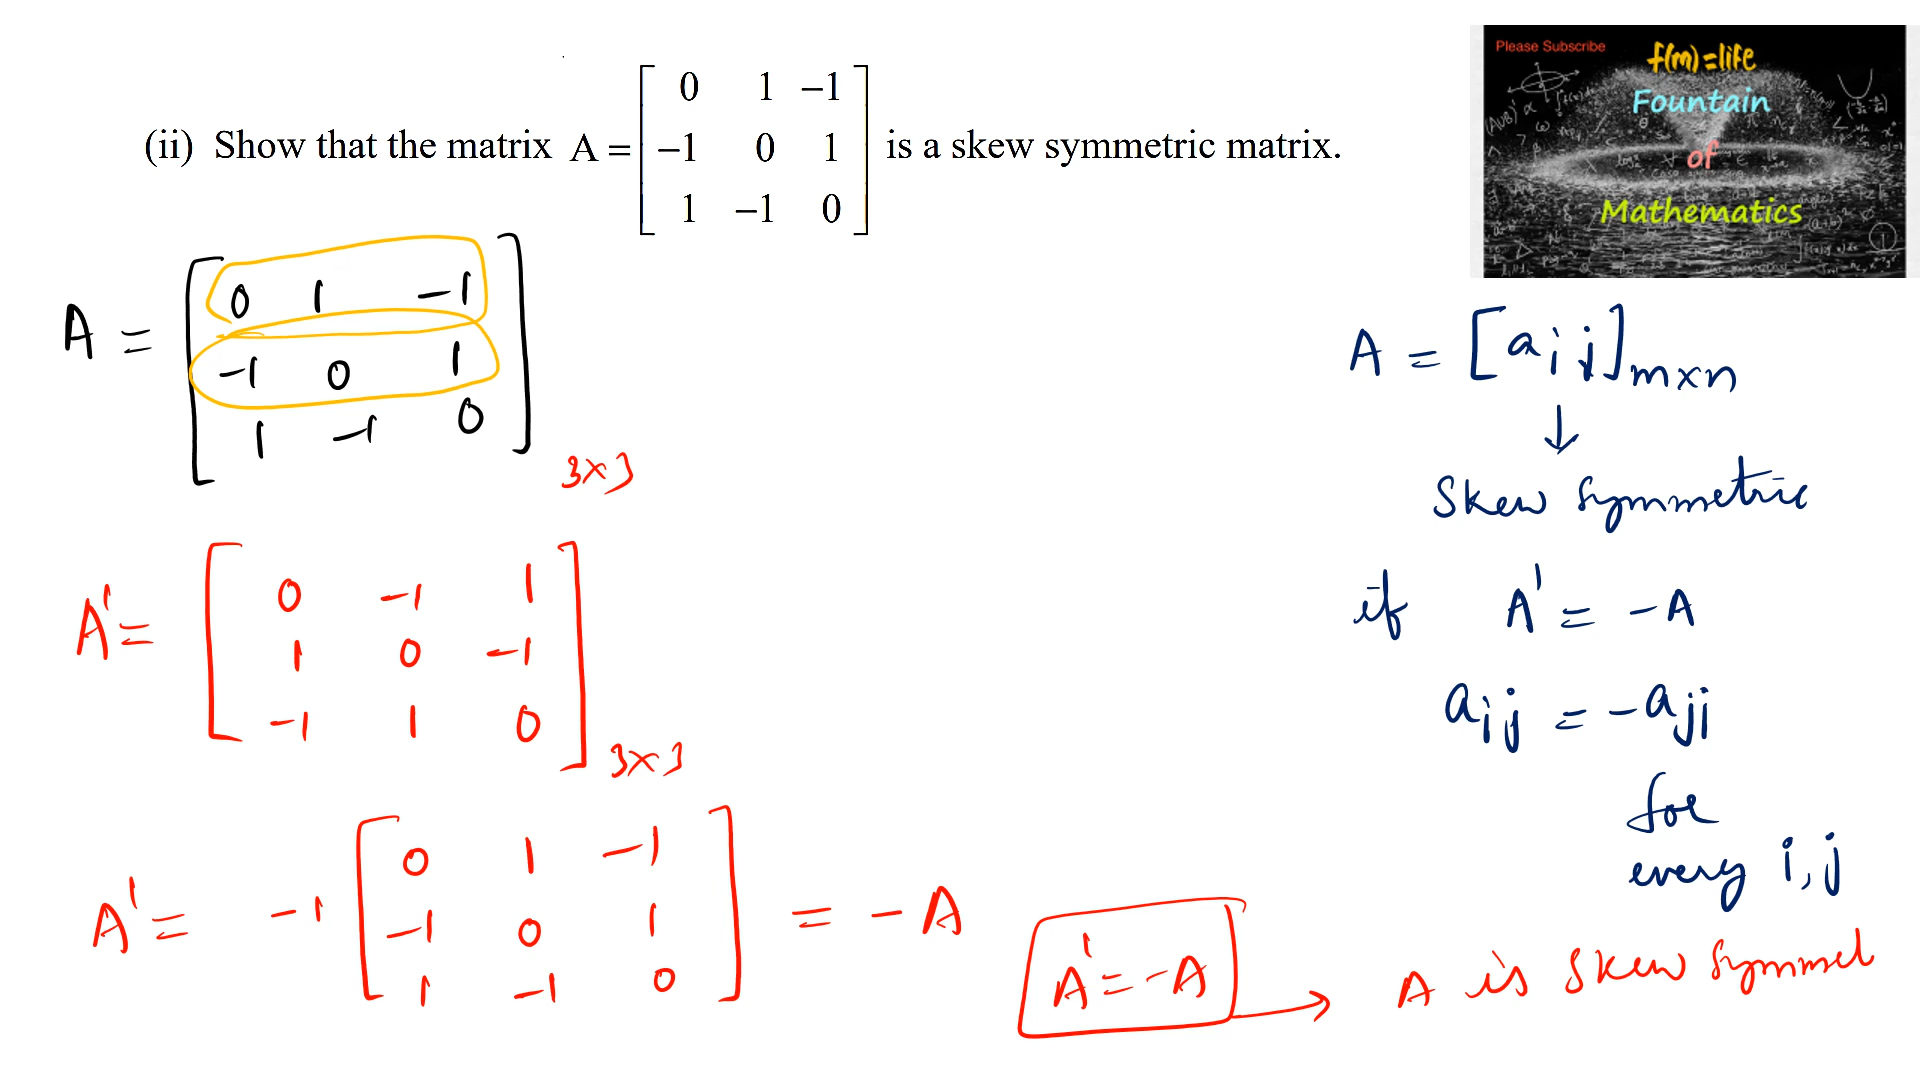 (ii) Show that the matrix A = [ 0 1 −1
−1 0 1
1 −1 0 ] is a skew symmetric matrix.
Please Subscribe
f(m)=life
Fountain
of
Mathematics
A = [ 0 1 −1
−1 0 1
1 −1 0 ] 3×3
A' = [ 0 −1 1
1 0 −1
−1 1 0 ] 3×3
A' = −1 [ 0 1 −1
−1 0 1
1 −1 0 ] = −A
A' = −A → A is skew symmet
A = [aij]m×n
↓
Skew Symmetric
if A' = −A
aij = −aji
for
every i, j